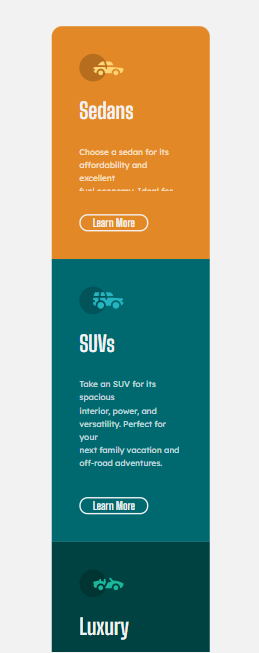 Sedans
Choose a sedan for its
affordability and
excellent
fuel economy. Ideal for
Learn More
SUVs
Take an SUV for its
spacious
interior, power, and
versatility. Perfect for
your
next family vacation and
off-road adventures.
Learn More
Luxury